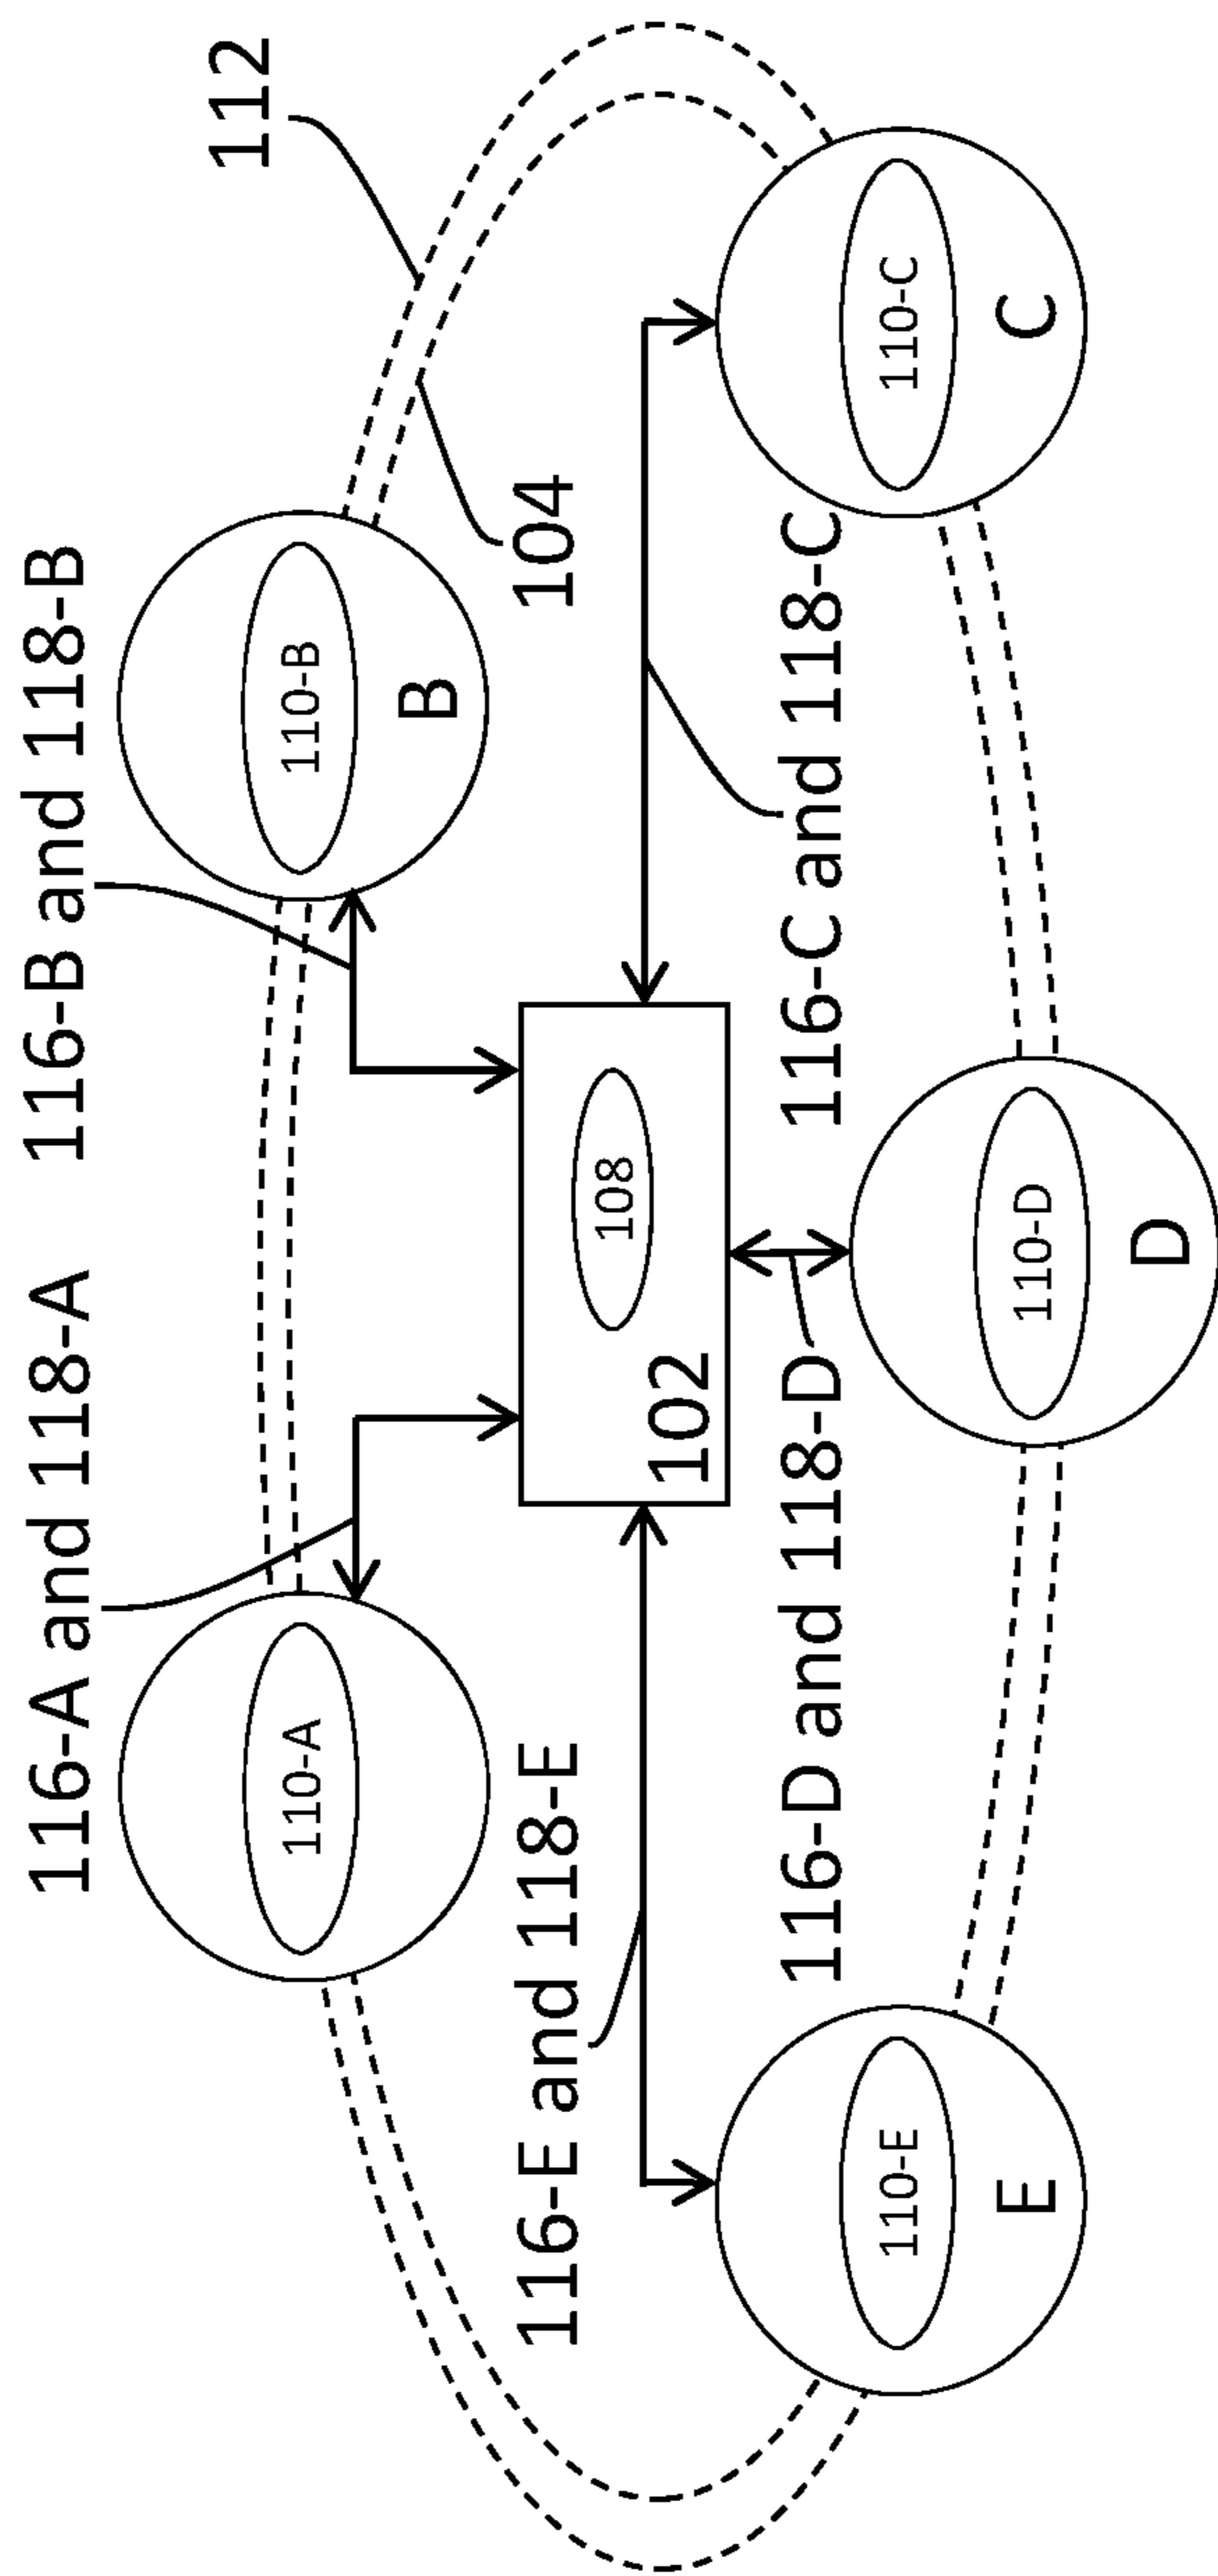 116-A and 118-A
116-B and 118-B
112
110-A
110-B
B
104
116-E and 118-E
108
102
116-D and 118-D
116-C and 118-C
110-E
E
110-D
D
110-C
C